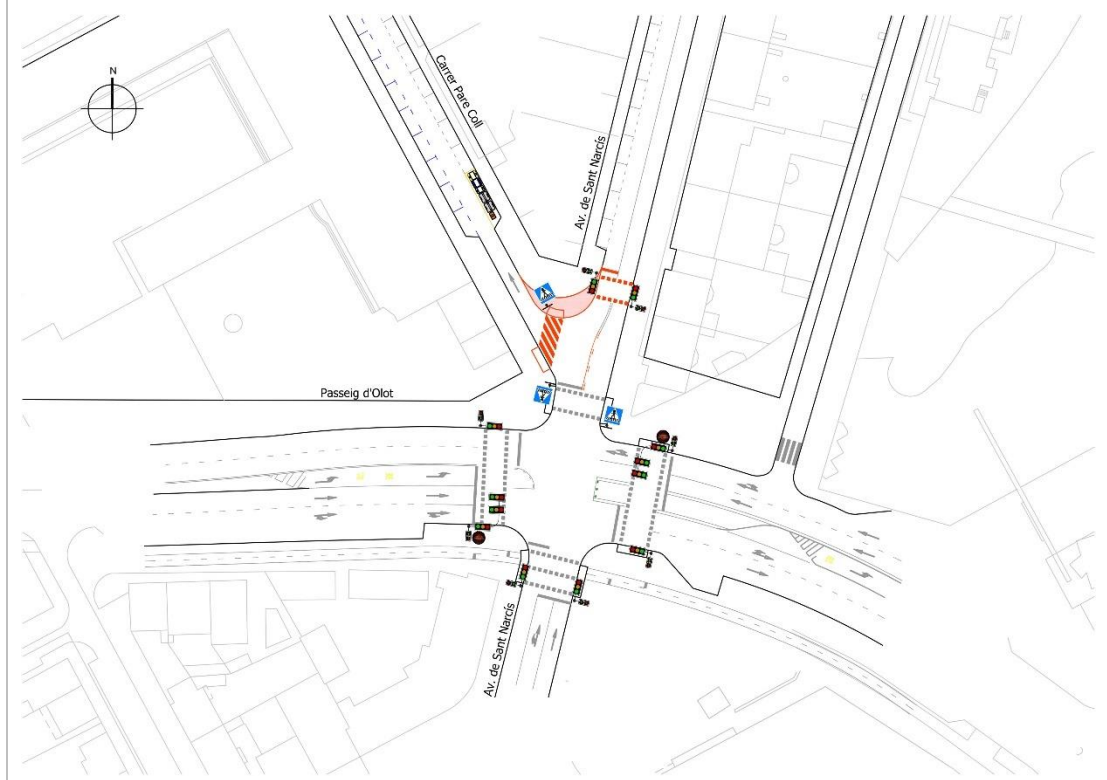 N
Carrer Pare Coll
Av. de Sant Narcís
Passeig d'Olot
Av. de Sant Narcís